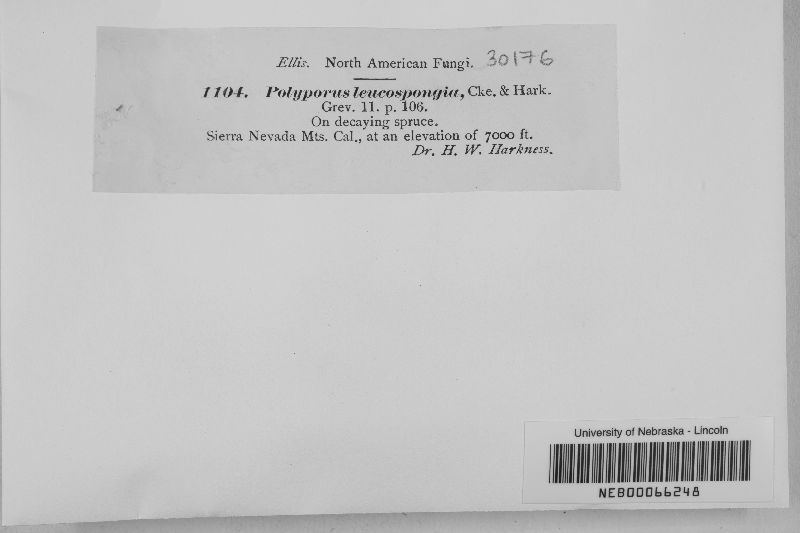 Ellis. North American Fungi. 30176
1104. Polyporus leucospongia, Cke. & Hark.
Grev. 11. p. 106.
On decaying spruce.
Sierra Nevada Mts. Cal., at an elevation of 7000 ft.
Dr. H. W. Harkness.
University of Nebraska - Lincoln
NEB00066248